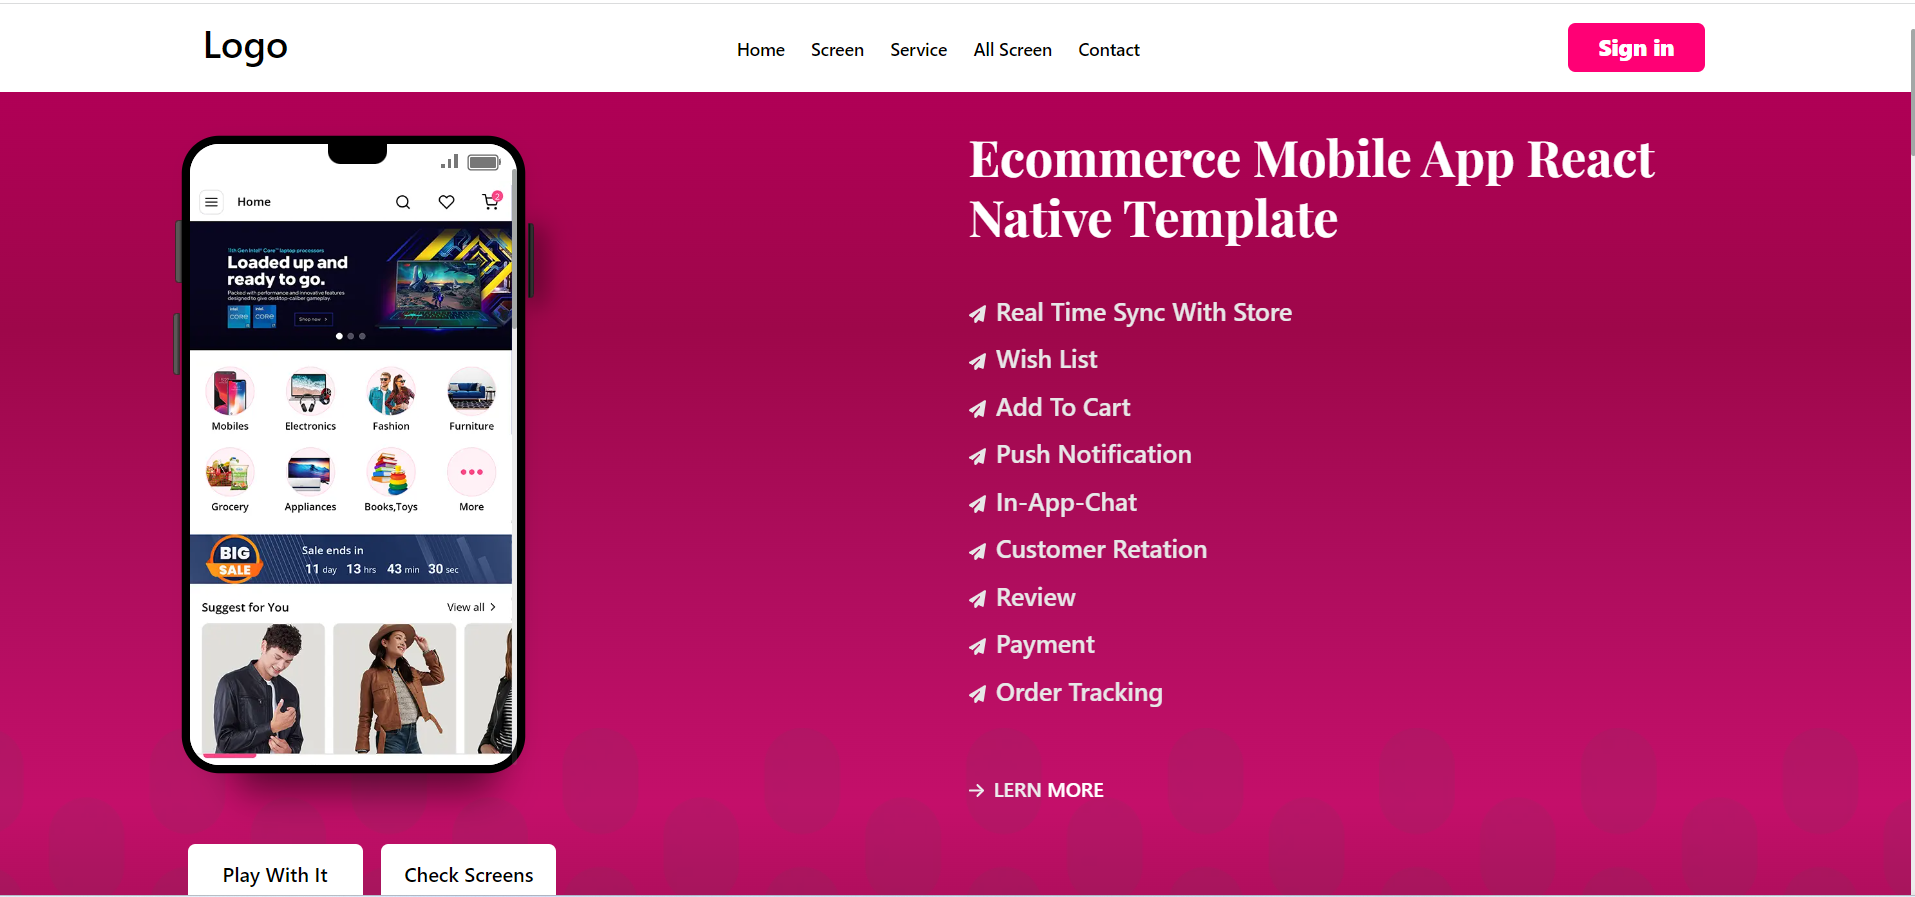 Logo
Home
Screen
Service
All Screen
Contact
Sign in
Home
2
11th Gen Intel® Core™ laptop processors
Loaded up and
ready to go.
Packed with performance and innovative features
designed to give desktop-caliber gameplay.
intel
CORE
intel
CORE
Shop now >
Mobiles
Electronics
Fashion
Furniture
Grocery
Appliances
Books,Toys
More
BIG
SALE
Sale ends in
11 day 13 hrs 43 min 30 sec
Suggest for You
View all >
Play With It
Check Screens
Ecommerce Mobile App React
Native Template
Real Time Sync With Store
Wish List
Add To Cart
Push Notification
In-App-Chat
Customer Retation
Review
Payment
Order Tracking
LERN MORE